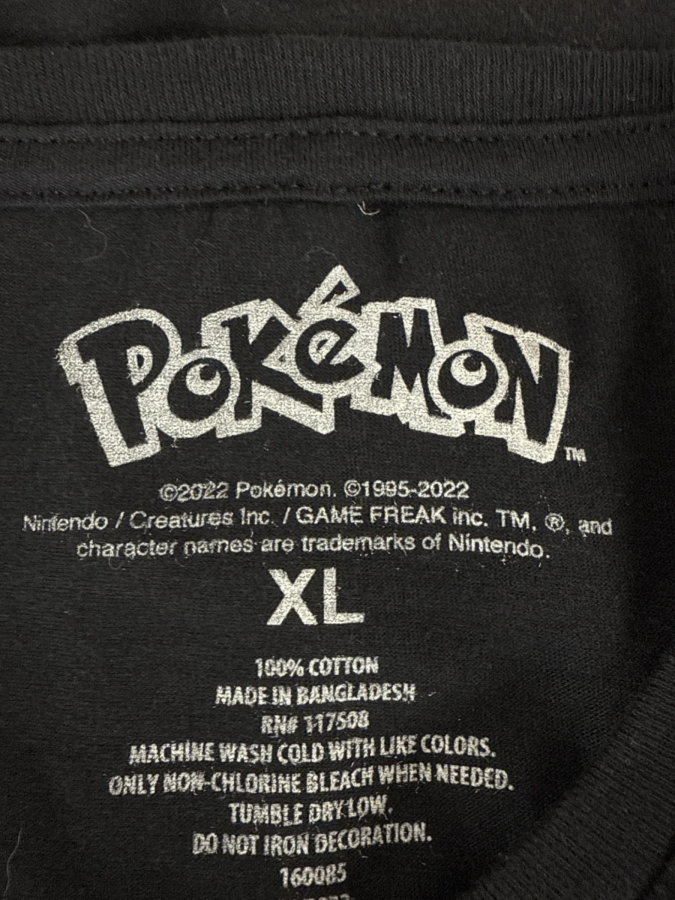 POKéMON
TM
©2022 Pokémon. ©1995-2022
Nintendo / Creatures Inc. / GAME FREAK inc. TM, ®, and
character names are trademarks of Nintendo.
XL
100% COTTON
MADE IN BANGLADESH
RN# 117508
MACHINE WASH COLD WITH LIKE COLORS.
ONLY NON-CHLORINE BLEACH WHEN NEEDED.
TUMBLE DRY LOW.
DO NOT IRON DECORATION.
160085